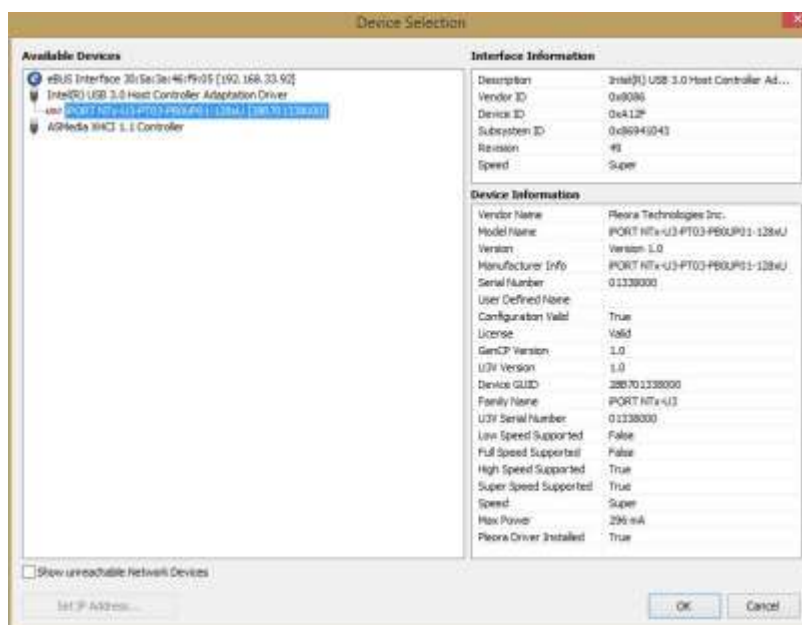 Device Selection
Available Devices
eBUS Interface 30:5a:3a:46:f9:05 [192.168.33.92]
Intel(R) USB 3.0 Host Controller Adaptation Driver
iPORT NTx-U3-PT03-PB0UP01-128xU [28B701338000]
ASMedia XHCI 1.1 Controller
Show unreachable Network Devices
Set IP Address...
Interface Information
Description Intel(R) USB 3.0 Host Controller Ad...
Vendor ID 0x8086
Device ID 0xA12F
Subsystem ID 0x86941043
Revision 49
Speed Super
Device Information
Vendor Name Pleora Technologies Inc.
Model Name iPORT NTx-U3-PT03-PB0UP01-128xU
Version Version 1.0
Manufacturer Info iPORT NTx-U3-PT03-PB0UP01-128xU
Serial Number 01338000
User Defined Name
Configuration Valid True
License Valid
GenCP Version 1.0
U3V Version 1.0
Device GUID 28B701338000
Family Name iPORT NTx-U3
U3V Serial Number 01338000
Low Speed Supported False
Full Speed Supported False
High Speed Supported True
Super Speed Supported True
Speed Super
Max Power 296 mA
Pleora Driver Installed True
OK Cancel